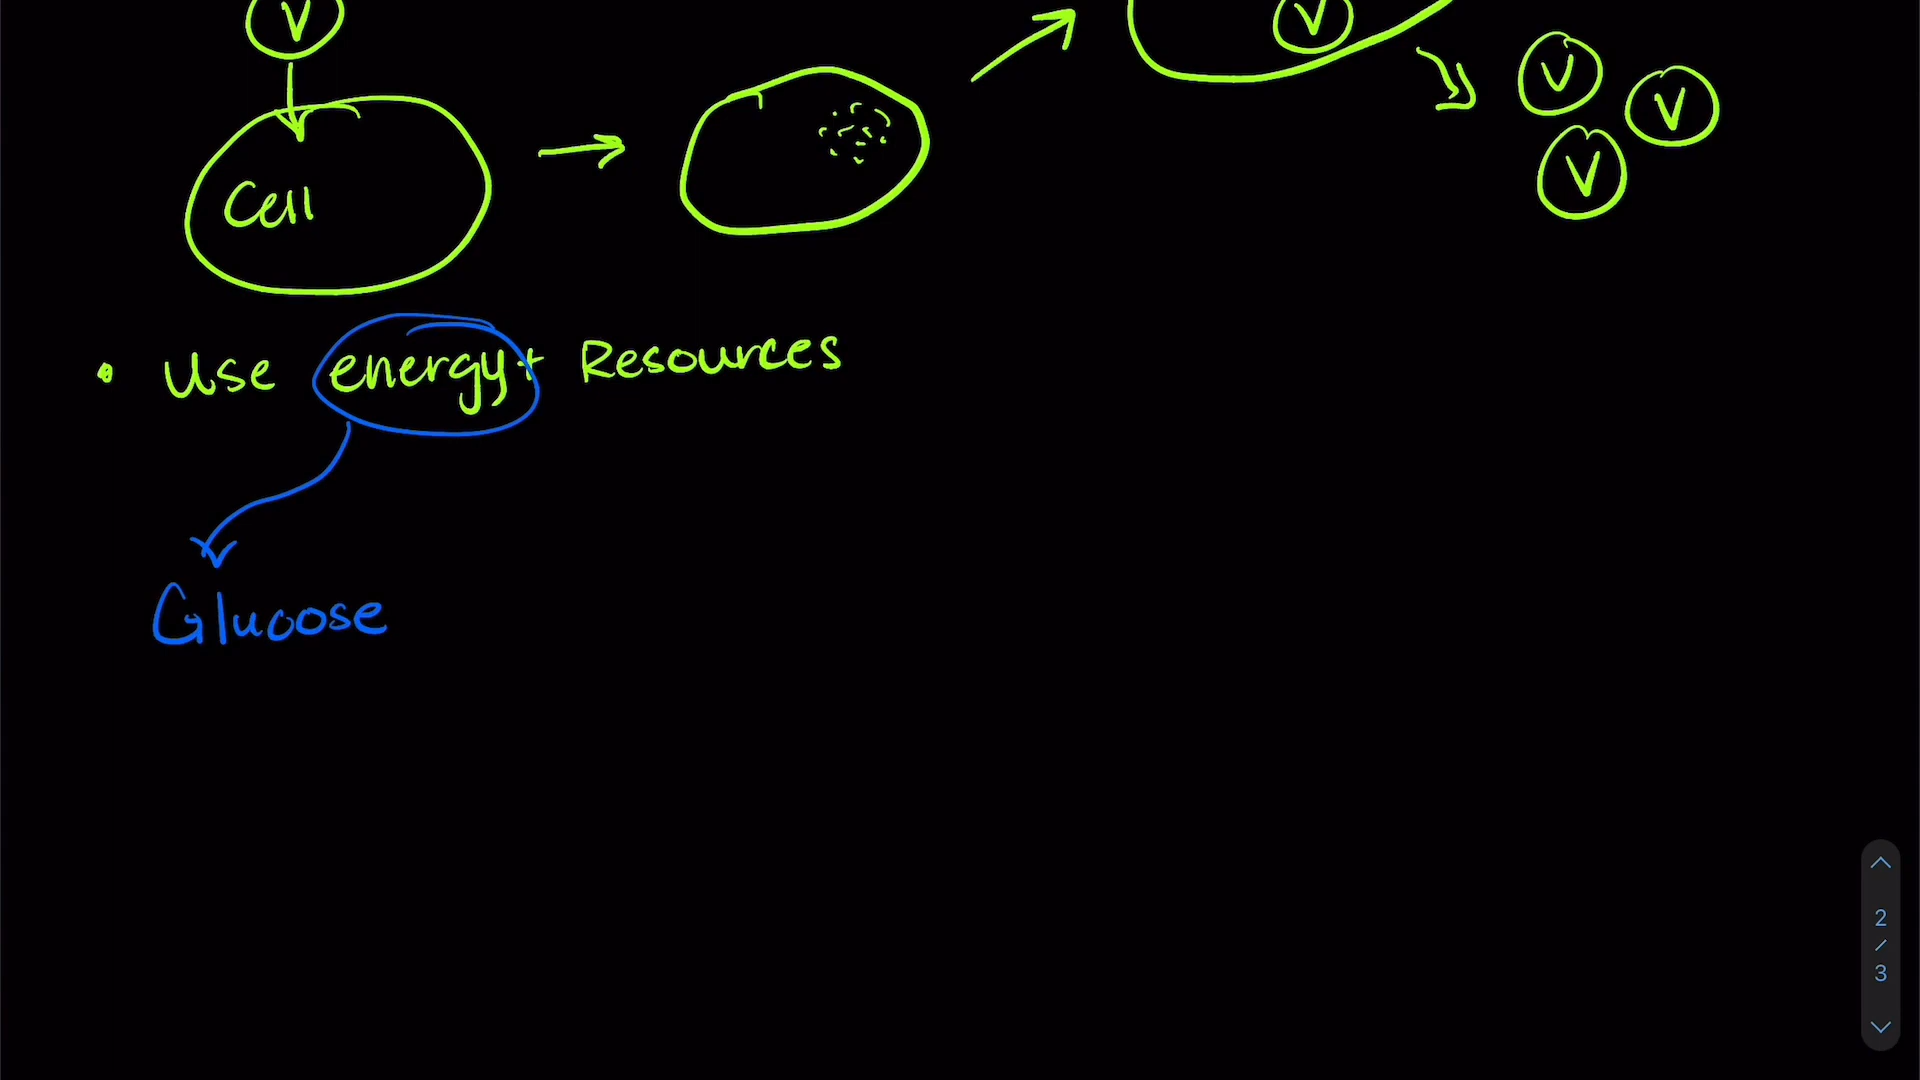 V
V
V
V
V
Cell
• Use energy + Resources
Glucose
2
/
3